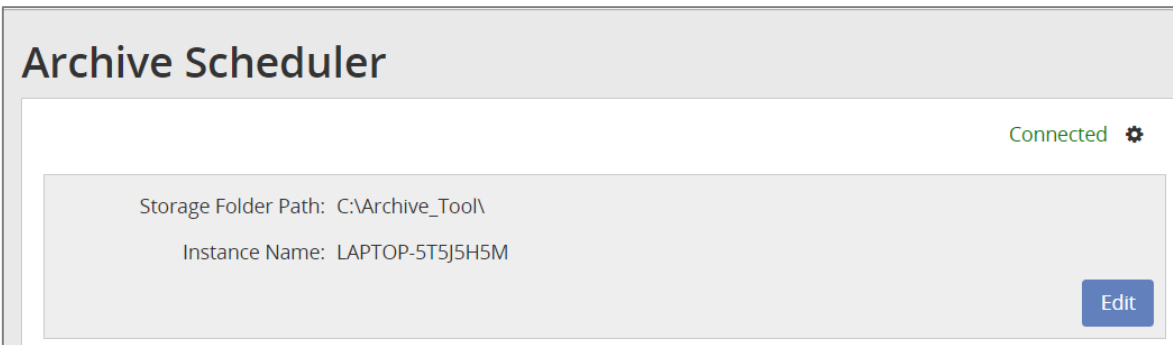 Archive Scheduler
Connected
Storage Folder Path: C:\Archive_Tool\
Instance Name: LAPTOP-5T5J5H5M
Edit